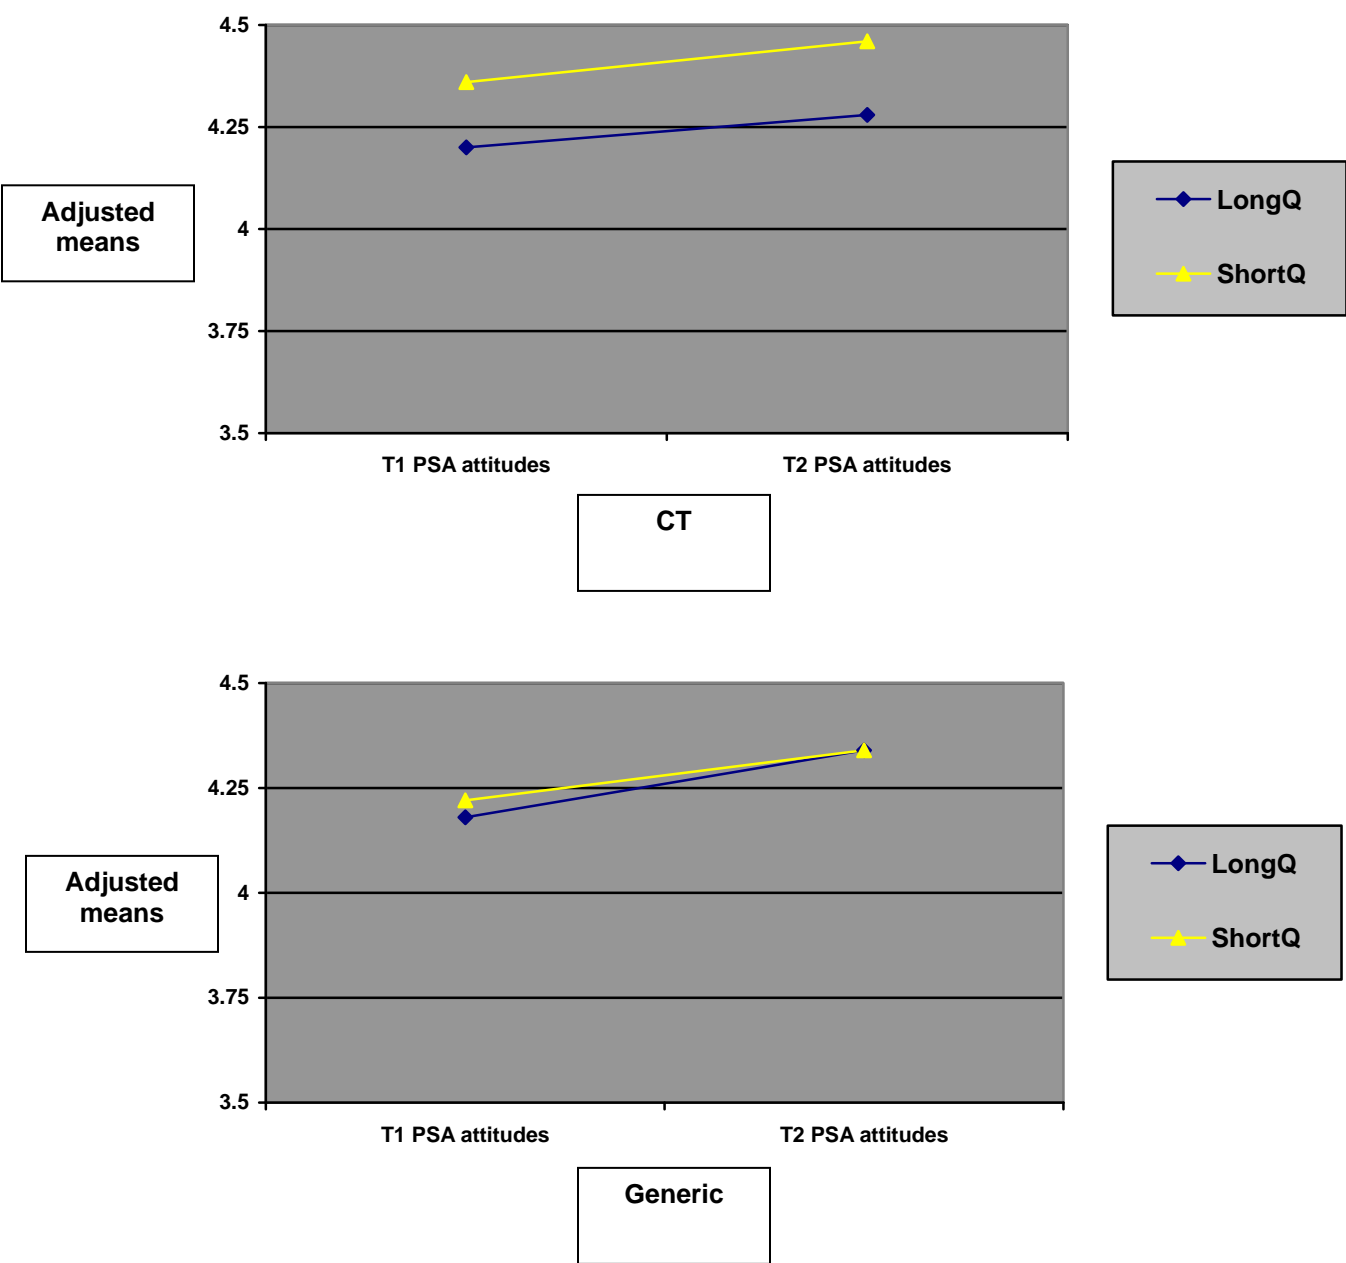 4.5
4.25
4
3.75
3.5
Adjusted
means
T1 PSA attitudes
T2 PSA attitudes
CT
LongQ
ShortQ
4.5
4.25
4
3.75
3.5
Adjusted
means
T1 PSA attitudes
T2 PSA attitudes
Generic
LongQ
ShortQ